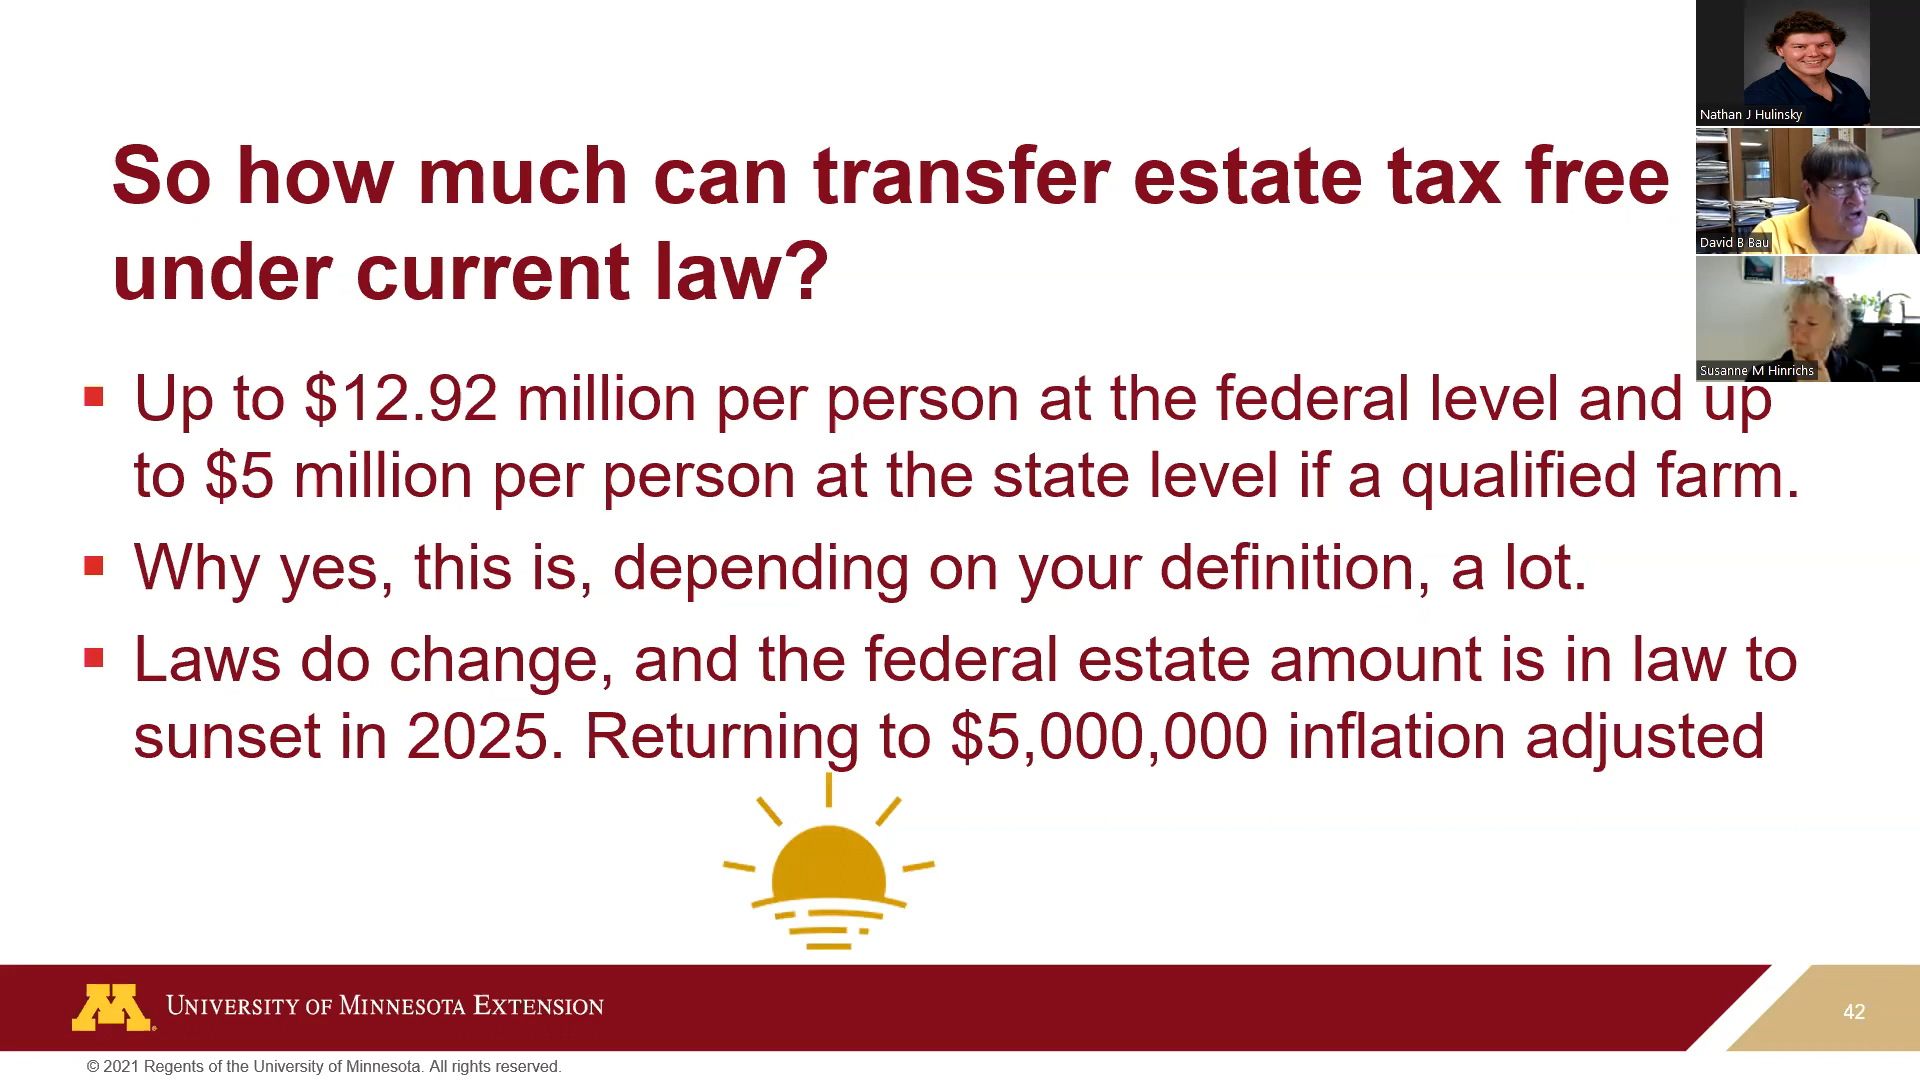 So how much can transfer estate tax free
under current law?
Up to $12.92 million per person at the federal level and up
to $5 million per person at the state level if a qualified farm.
Why yes, this is, depending on your definition, a lot.
Laws do change, and the federal estate amount is in law to
sunset in 2025. Returning to $5,000,000 inflation adjusted
Nathan J Hulinsky
David B Bau
Susanne M Hinrichs
M
UNIVERSITY OF MINNESOTA EXTENSION
42
© 2021 Regents of the University of Minnesota. All rights reserved.